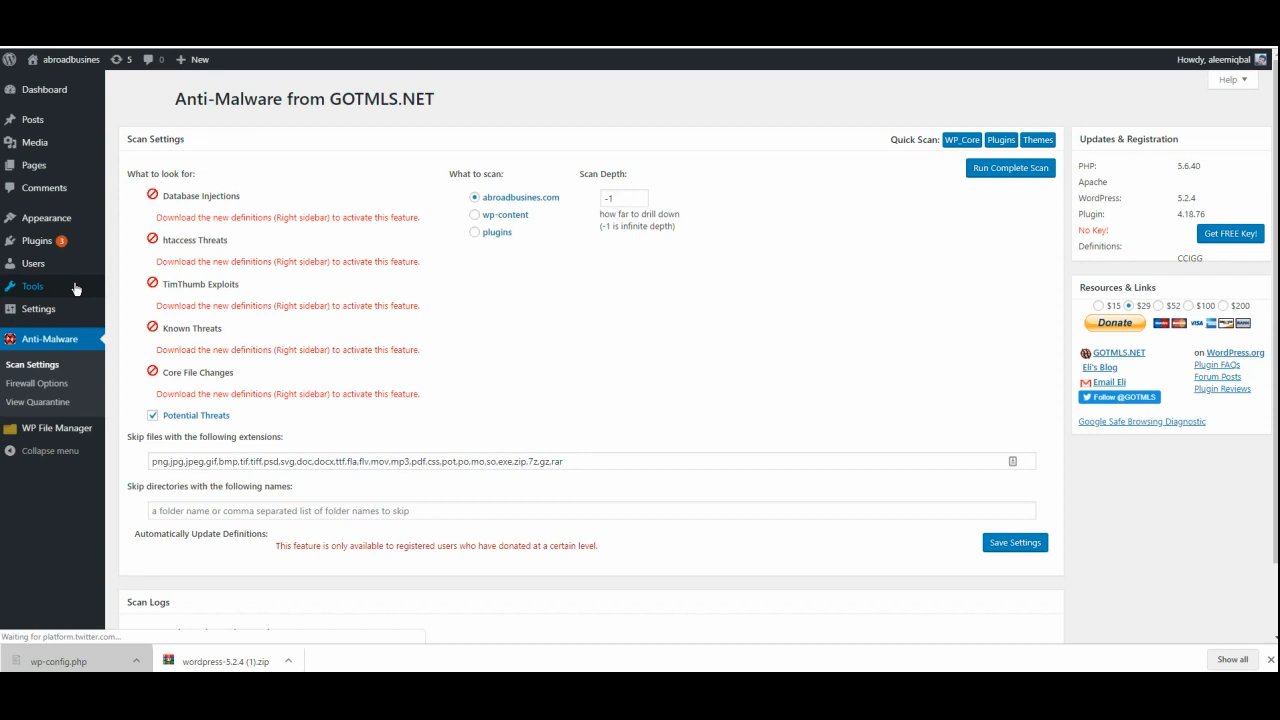 abroadbusines 5 0 New Howdy, aleemiqbal
Help
Dashboard
Posts
Media
Pages
Comments
Appearance
Plugins 3
Users
Tools
Settings
Anti-Malware
Scan Settings
Firewall Options
View Quarantine
WP File Manager
Collapse menu
Anti-Malware from GOTMLS.NET
Scan Settings
Quick Scan: WP_Core Plugins Themes
Run Complete Scan
What to look for:
Database Injections
Download the new definitions (Right sidebar) to activate this feature.
htaccess Threats
Download the new definitions (Right sidebar) to activate this feature.
TimThumb Exploits
Download the new definitions (Right sidebar) to activate this feature.
Known Threats
Download the new definitions (Right sidebar) to activate this feature.
Core File Changes
Download the new definitions (Right sidebar) to activate this feature.
Potential Threats
What to scan:
abroadbusines.com
wp-content
plugins
Scan Depth:
-1
how far to drill down
(-1 is infinite depth)
Skip files with the following extensions:
png,jpg,jpeg,gif,bmp,tif,tiff,psd,svg,doc,docx,ttf,fla,flv,mov,mp3,pdf,css,pot,po,mo,so,exe,zip,7z,gz,rar
Skip directories with the following names:
a folder name or comma separated list of folder names to skip
Automatically Update Definitions:
This feature is only available to registered users who have donated at a certain level.
Save Settings
Scan Logs
Updates & Registration
PHP: 5.6.40
Apache
WordPress: 5.2.4
Plugin: 4.18.76
No Key! Get FREE Key!
Definitions:
CCIGG
Resources & Links
$15 $29 $52 $100 $200
Donate VISA
GOTMLS.NET
Eli's Blog
Email Eli
Follow @GOTMLS
on WordPress.org
Plugin FAQs
Forum Posts
Plugin Reviews
Google Safe Browsing Diagnostic
Waiting for platform.twitter.com...
wp-config.php
wordpress-5.2.4 (1).zip
Show all